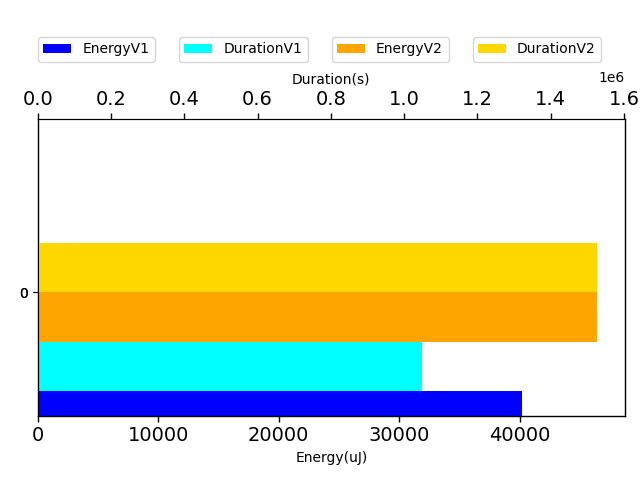 EnergyV1 DurationV1 EnergyV2 DurationV2
Duration(s)
1e6
0.0 0.2 0.4 0.6 0.8 1.0 1.2 1.4 1.6
0
0 10000 20000 30000 40000
Energy(uJ)